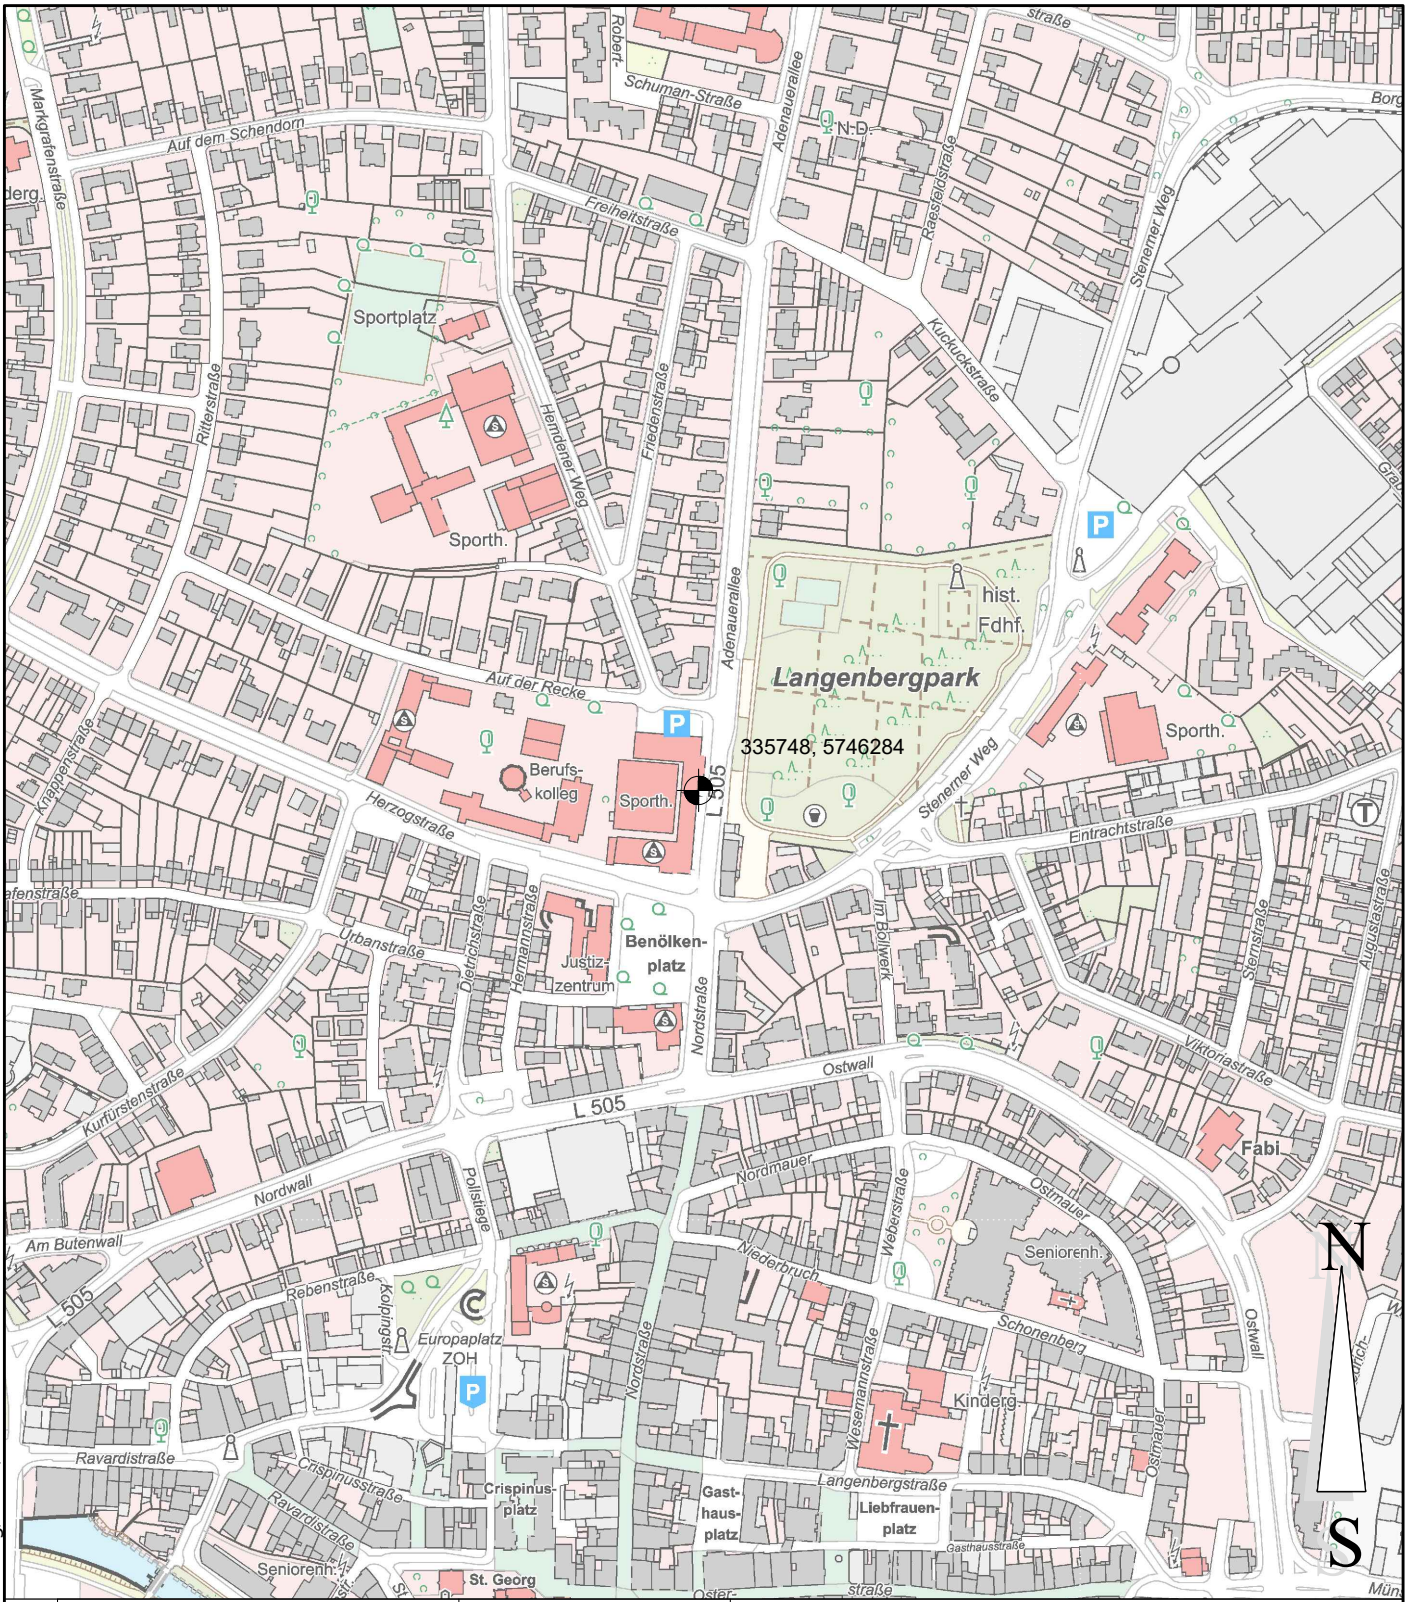 straße
Robert-
Schuman-Straße
Adenauerallee
N.D.
Borg
Markgrafenstraße
Auf dem Schendorn
derg.
Raesfeldstraße
Stenerner Weg
Freiheitstraße
Sportplatz
Kuckuckstraße
Ritterstraße
Friedenstraße
Hemdener Weg
S
Grab
P
Sporth.
hist.
Fdhf.
Adenauerallee
Langenbergpark
Auf der Recke
P
S
S
Sporth.
335748, 5746284
Knappenstraße
Berufs-
kolleg
Sporth.
L 505
Stenerner Weg
Herzogstraße
S
T
Eintrachtstraße
afenstraße
Urbanstraße
Dietrichstraße
Hermannstraße
Justiz-
zentrum
Benölken-
platz
Im Bollwerk
Stenstraße
Augustastraße
S
Nordstraße
Viktoriastraße
Kurfürstenstraße
L 505
Ostwall
Fabi
Nordwall
Pollstiege
Nordmauer
Weberstraße
Ostmauer
Am Butenwall
Niederbruch
Seniorenh.
N
L 505
Rebenstraße
Kolpingstr.
S
Europaplatz
ZOH
P
Nordstraße
Schonenberg
Ostwall
Wesemannstraße
Kinderg.
Ravardistraße
Crispinusstraße
Crispinus-
platz
Gast-
haus-
platz
Langenbergstraße
Liebfrauen-
platz
Ostmauer
Ravardistraße
Gasthausstraße
S
Seniorenh.
St. Georg
Oster-
straße
Mün